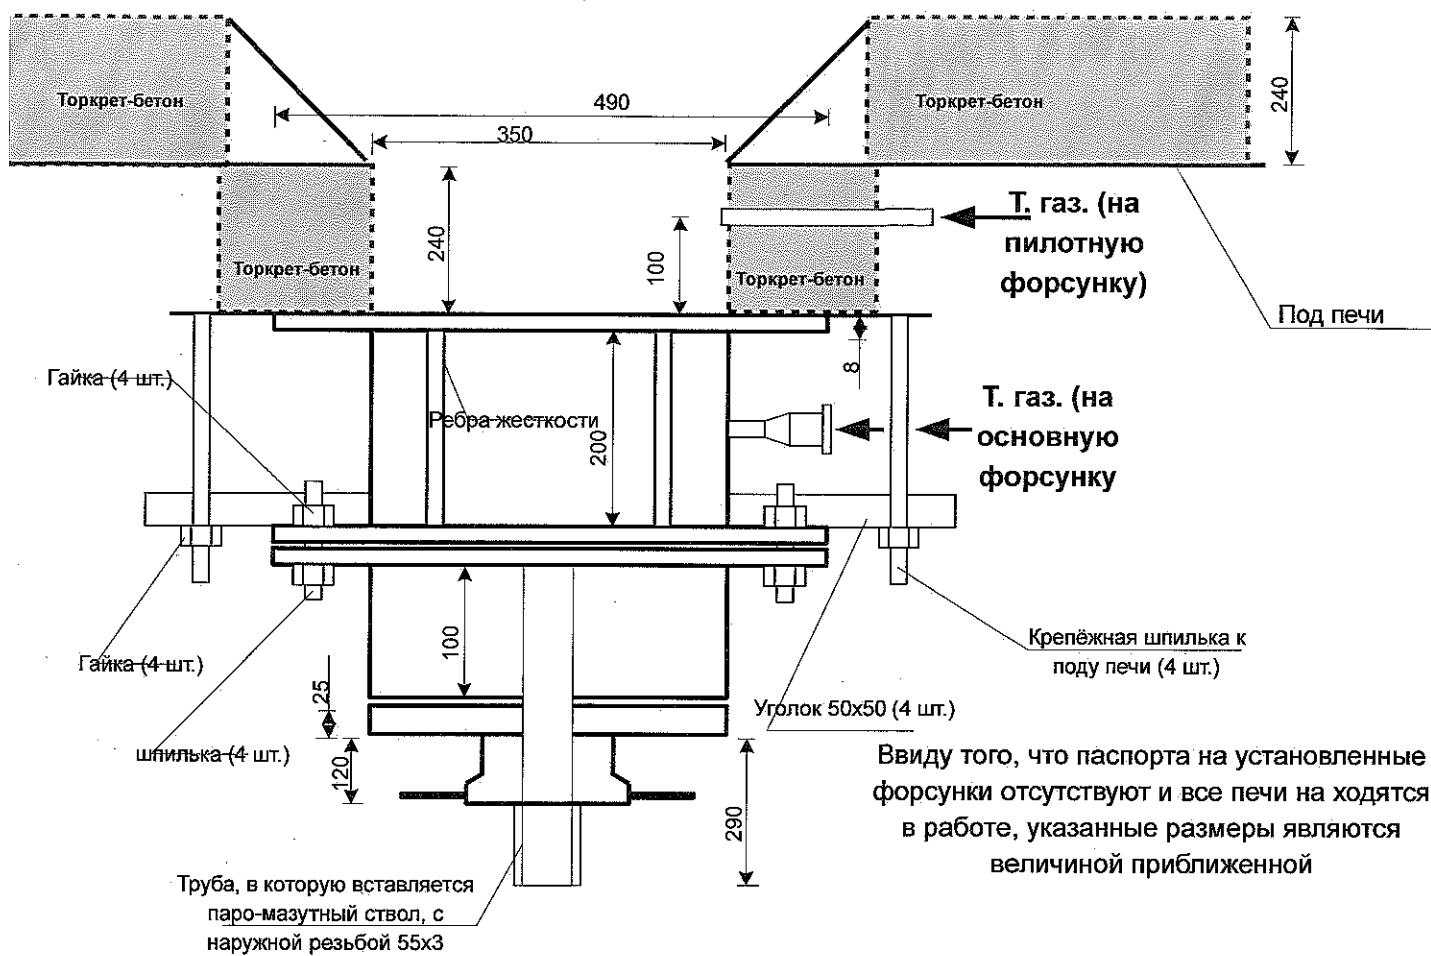 Торкрет-бетон
490
Торкрет-бетон
240
350
Т. газ. (на
пилотную
форсунку)
240
100
Торкрет-бетон
Торкрет-бетон
Под печи
8
Гайка (4 шт.)
Ребра жесткости
200
Т. газ. (на
основную
форсунку
100
Крепёжная шпилька к
поду печи (4 шт.)
Гайка (4 шт.)
25
Уголок 50х50 (4 шт.)
шпилька (4 шт.)
120
290
Ввиду того, что паспорта на установленные
форсунки отсутствуют и все печи на ходятся
в работе, указанные размеры являются
величиной приближенной
Труба, в которую вставляется
паро-мазутный ствол, с
наружной резьбой 55х3